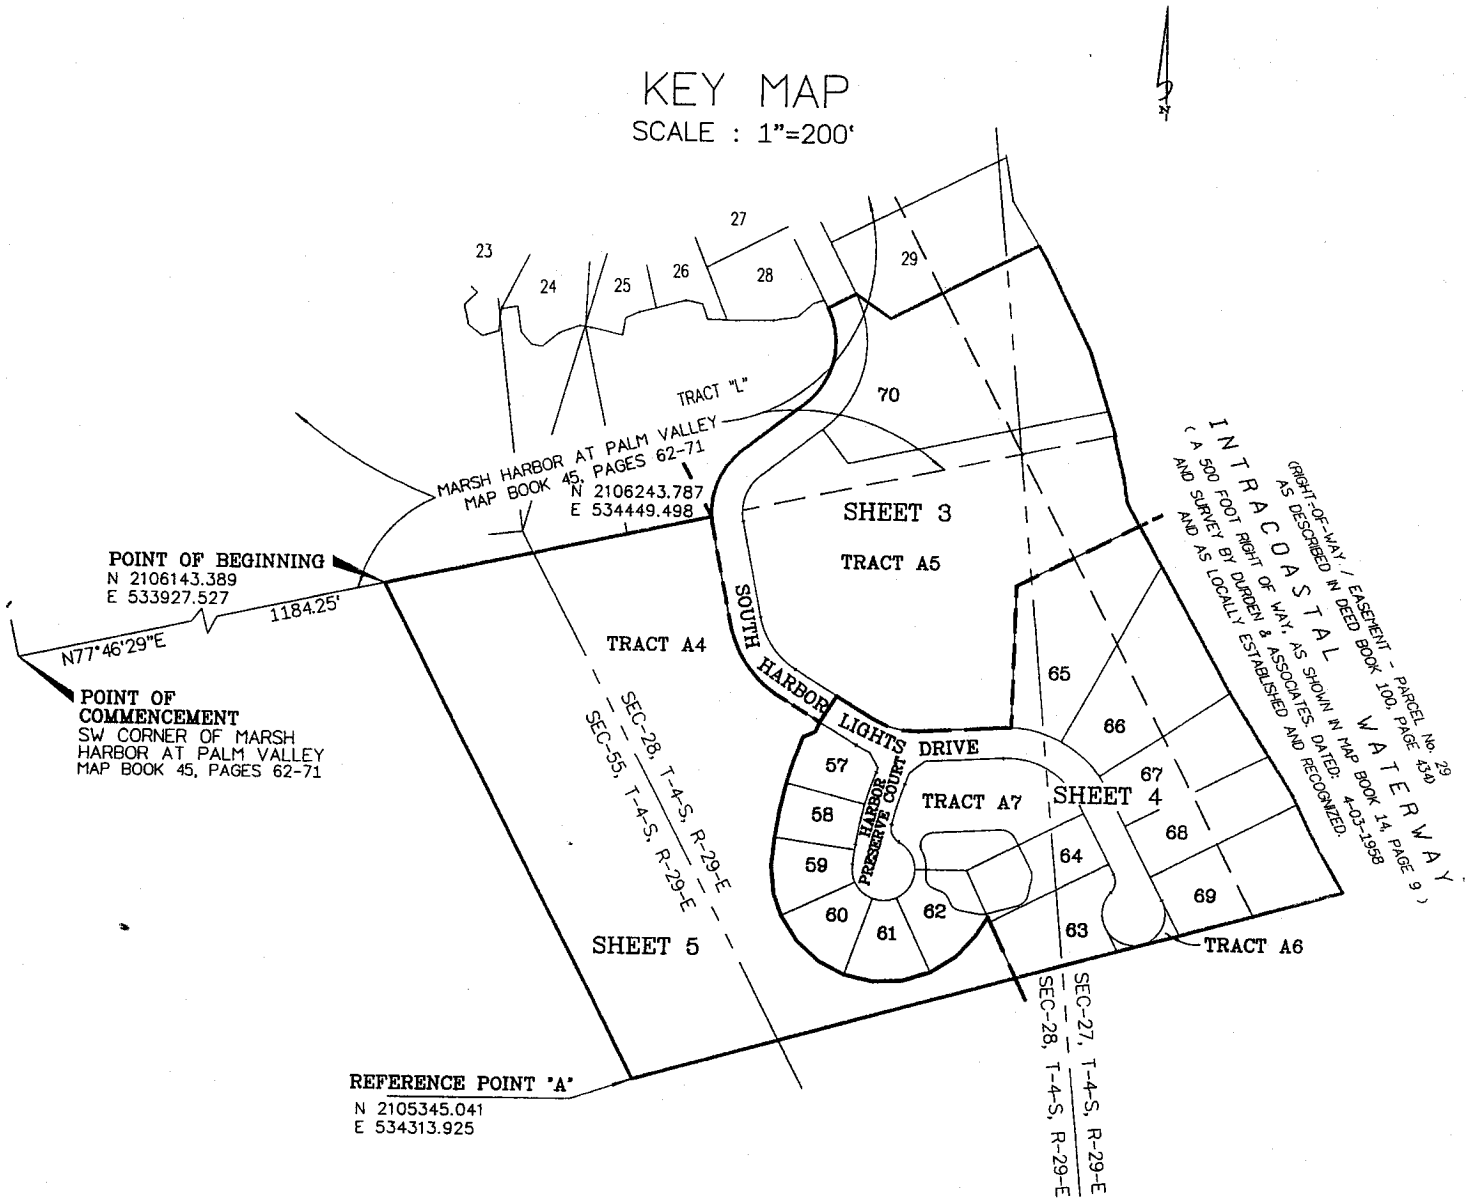 KEY MAP
SCALE : 1"=200'
N
23
24
25
26
27
28
29
TRACT "L"
MARSH HARBOR AT PALM VALLEY
MAP BOOK 45, PAGES 62-71
N 2106243.787
E 534449.498
70
SHEET 3
TRACT A5
POINT OF BEGINNING
N 2106143.389
E 533927.527
1184.25'
N77°46'29"E
POINT OF
COMMENCEMENT
SW CORNER OF MARSH
HARBOR AT PALM VALLEY
MAP BOOK 45, PAGES 62-71
TRACT A4
SEC-28, T-4-S, R-29-E
SEC-55, T-4-S, R-29-E
SHEET 5
SOUTH HARBOR LIGHTS DRIVE
HARBOR
PRESERVE COURT
57
58
59
60
61
62
63
64
65
66
67
68
69
TRACT A7
SHEET 4
TRACT A6
(RIGHT-OF-WAY / EASEMENT - PARCEL No. 29
AS DESCRIBED IN DEED BOOK 100, PAGE 434)
INTRACOASTAL WATERWAY
( A 500 FOOT RIGHT OF WAY, AS SHOWN IN MAP BOOK 14, PAGE 9 )
AND SURVEY BY DURDEN & ASSOCIATES, DATED: 4-03-1958
AND AS LOCALLY ESTABLISHED AND RECOGNIZED.
SEC-27, T-4-S, R-29-E
SEC-28, T-4-S, R-29-E
REFERENCE POINT "A"
N 2105345.041
E 534313.925